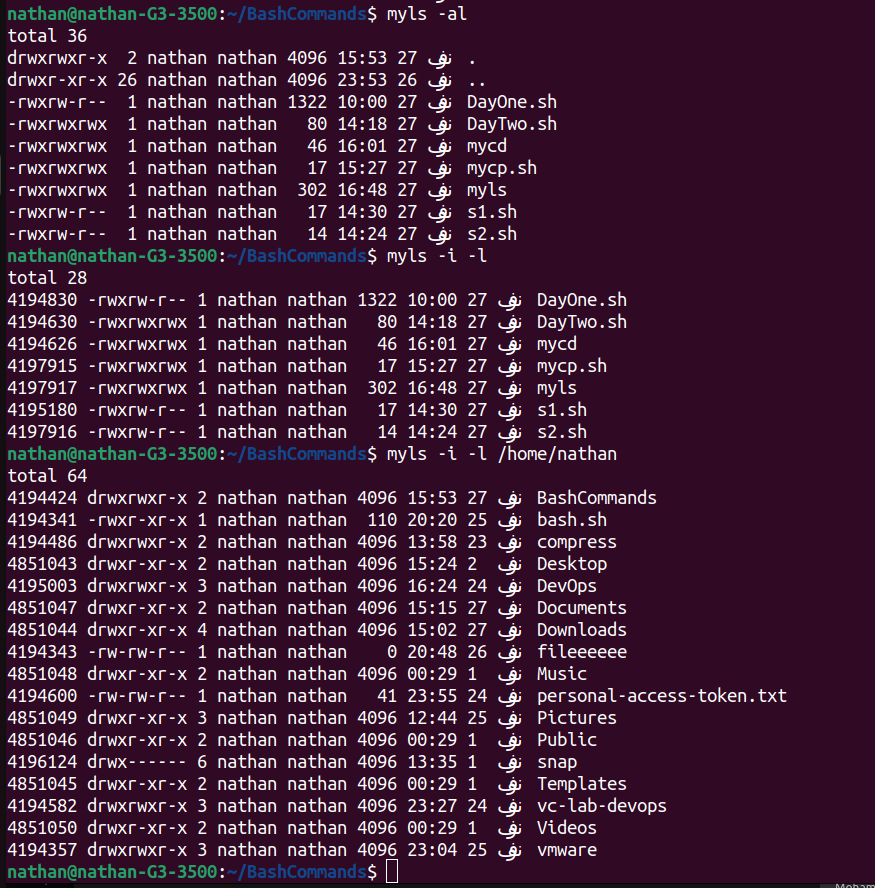 nathan@nathan-G3-3500:~/BashCommands$ myls -al
total 36
drwxrwxr-x  2 nathan nathan 4096 15:53 27 نوف .
drwxr-xr-x 26 nathan nathan 4096 23:53 26 نوف ..
-rwxrw-r--  1 nathan nathan 1322 10:00 27 نوف DayOne.sh
-rwxrwxrwx  1 nathan nathan   80 14:18 27 نوف DayTwo.sh
-rwxrwxrwx  1 nathan nathan   46 16:01 27 نوف mycd
-rwxrwxrwx  1 nathan nathan   17 15:27 27 نوف mycp.sh
-rwxrwxrwx  1 nathan nathan  302 16:48 27 نوف myls
-rwxrw-r--  1 nathan nathan   17 14:30 27 نوف s1.sh
-rwxrw-r--  1 nathan nathan   14 14:24 27 نوف s2.sh
nathan@nathan-G3-3500:~/BashCommands$ myls -i -l
total 28
4194830 -rwxrw-r-- 1 nathan nathan 1322 10:00 27 نوف DayOne.sh
4194630 -rwxrwxrwx 1 nathan nathan   80 14:18 27 نوف DayTwo.sh
4194626 -rwxrwxrwx 1 nathan nathan   46 16:01 27 نوف mycd
4197915 -rwxrwxrwx 1 nathan nathan   17 15:27 27 نوف mycp.sh
4197917 -rwxrwxrwx 1 nathan nathan  302 16:48 27 نوف myls
4195180 -rwxrw-r-- 1 nathan nathan   17 14:30 27 نوف s1.sh
4197916 -rwxrw-r-- 1 nathan nathan   14 14:24 27 نوف s2.sh
nathan@nathan-G3-3500:~/BashCommands$ myls -i -l /home/nathan
total 64
4194424 drwxrwxr-x 2 nathan nathan 4096 15:53 27 نوف BashCommands
4194341 -rwxr-xr-x 1 nathan nathan  110 20:20 25 نوف bash.sh
4194486 drwxrwxr-x 2 nathan nathan 4096 13:58 23 نوف compress
4851043 drwxr-xr-x 2 nathan nathan 4096 15:24 2  نوف Desktop
4195003 drwxrwxr-x 3 nathan nathan 4096 16:24 24 نوف DevOps
4851047 drwxr-xr-x 2 nathan nathan 4096 15:15 27 نوف Documents
4851044 drwxr-xr-x 4 nathan nathan 4096 15:02 27 نوف Downloads
4194343 -rw-rw-r-- 1 nathan nathan    0 20:48 26 نوف fileeeeee
4851048 drwxr-xr-x 2 nathan nathan 4096 00:29 1  نوف Music
4194600 -rw-rw-r-- 1 nathan nathan   41 23:55 24 نوف personal-access-token.txt
4851049 drwxr-xr-x 3 nathan nathan 4096 12:44 25 نوف Pictures
4851046 drwxr-xr-x 2 nathan nathan 4096 00:29 1  نوف Public
4196124 drwx------ 6 nathan nathan 4096 13:35 1  نوف snap
4851045 drwxr-xr-x 2 nathan nathan 4096 00:29 1  نوف Templates
4194582 drwxrwxr-x 3 nathan nathan 4096 23:27 24 نوف vc-lab-devops
4851050 drwxr-xr-x 2 nathan nathan 4096 00:29 1  نوف Videos
4194357 drwxrwxr-x 3 nathan nathan 4096 23:04 25 نوف vmware
nathan@nathan-G3-3500:~/BashCommands$